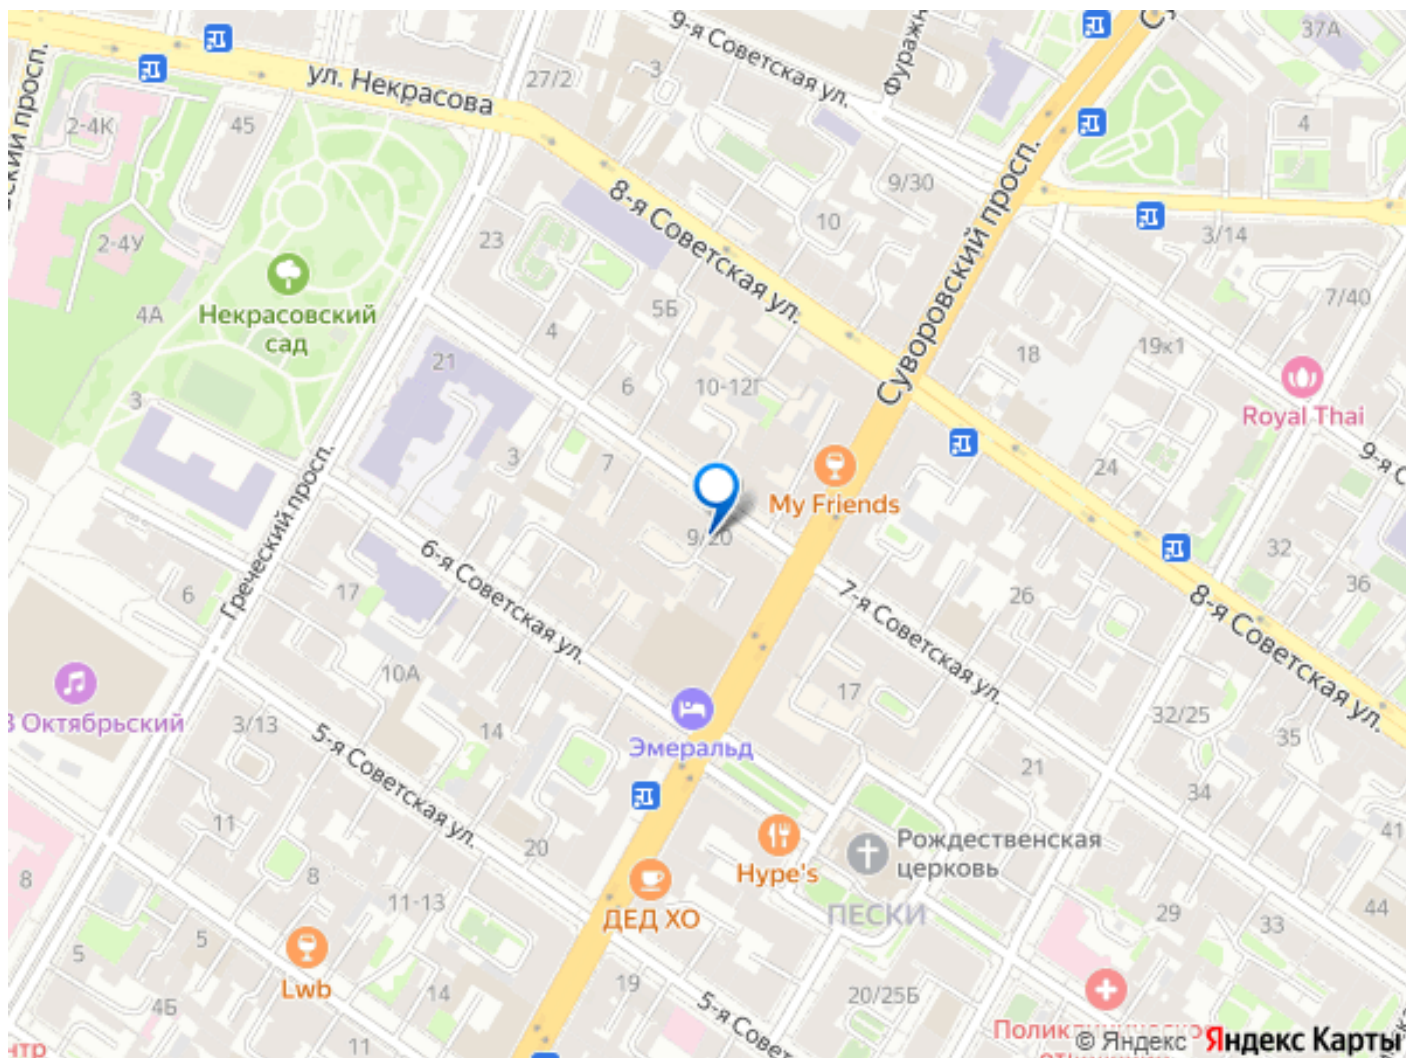 9-я Советская ул.
37А
ул. Некрасова
27/2
3
2-4К
45
4
9/30
10
3/14
8-я Советская ул.
Суворовский просп.
2-4У
23
4А
Некрасовский
сад
5Б
7/40
4
18
19к1
21
6
10-12Г
Royal Thai
3
3
7
24
My Friends
9/20
Греческий просп.
6-я Советская ул.
7-я Советская ул.
8-я Советская ул.
32
36
26
6
17
10А
17
32/25
35
Октябрьский
3/13
14
Эмеральд
5-я Советская ул.
21
34
11
20
41
Hype's
Рождественская
церковь
8
8
ДЕД ХО
11-13
ПЕСКИ
29
33
44
5
5
Lwb
4Б
14
19
20/25Б
5-я Сове
11
© Яндекс Яндекс Карты